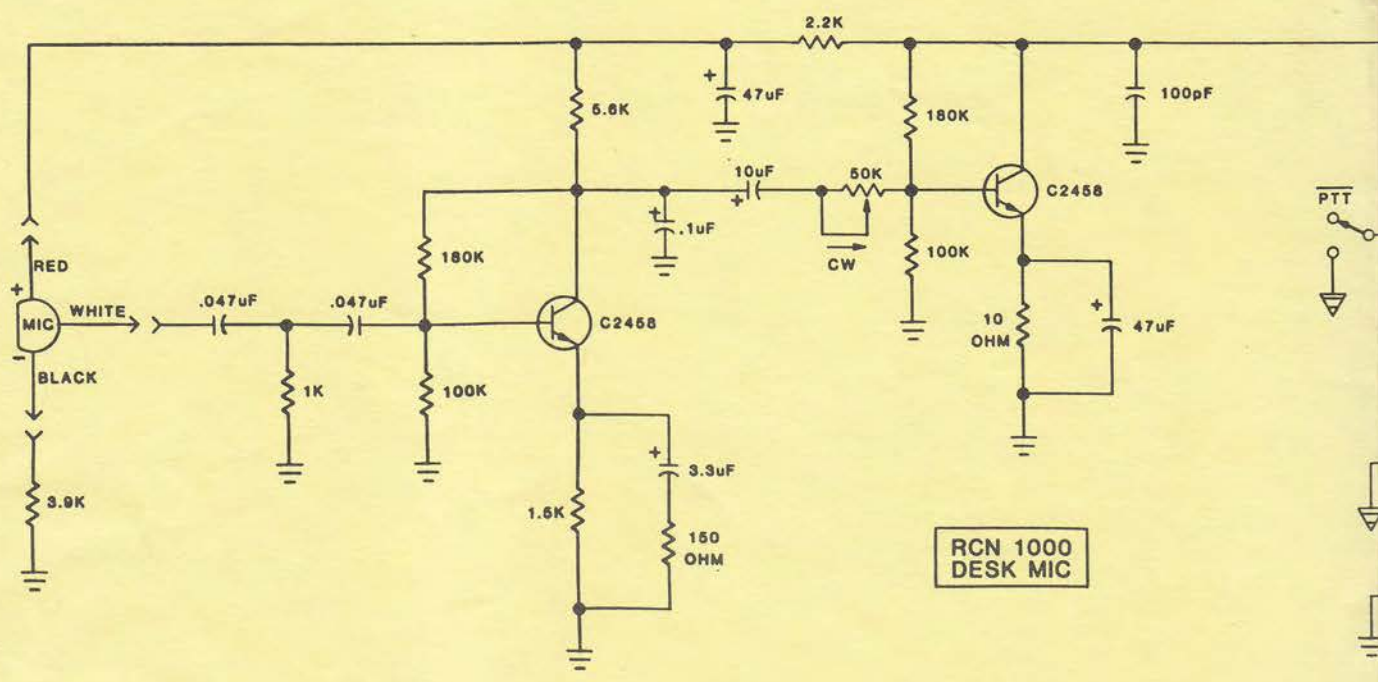 2.2K
+
47uF
5.6K
180K
100pF
10uF
+
50K
C2458
PTT
+
.1uF
CW
180K
100K
RED
+
MIC
WHITE
-
BLACK
.047uF
.047uF
C2458
10
OHM
+
47uF
1K
100K
+
3.3uF
3.9K
1.5K
150
OHM
RCN 1000
DESK MIC